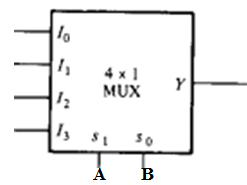 I₀
I₁
4 × 1
MUX
Y
I₂
I₃
s₁ s₀
A B